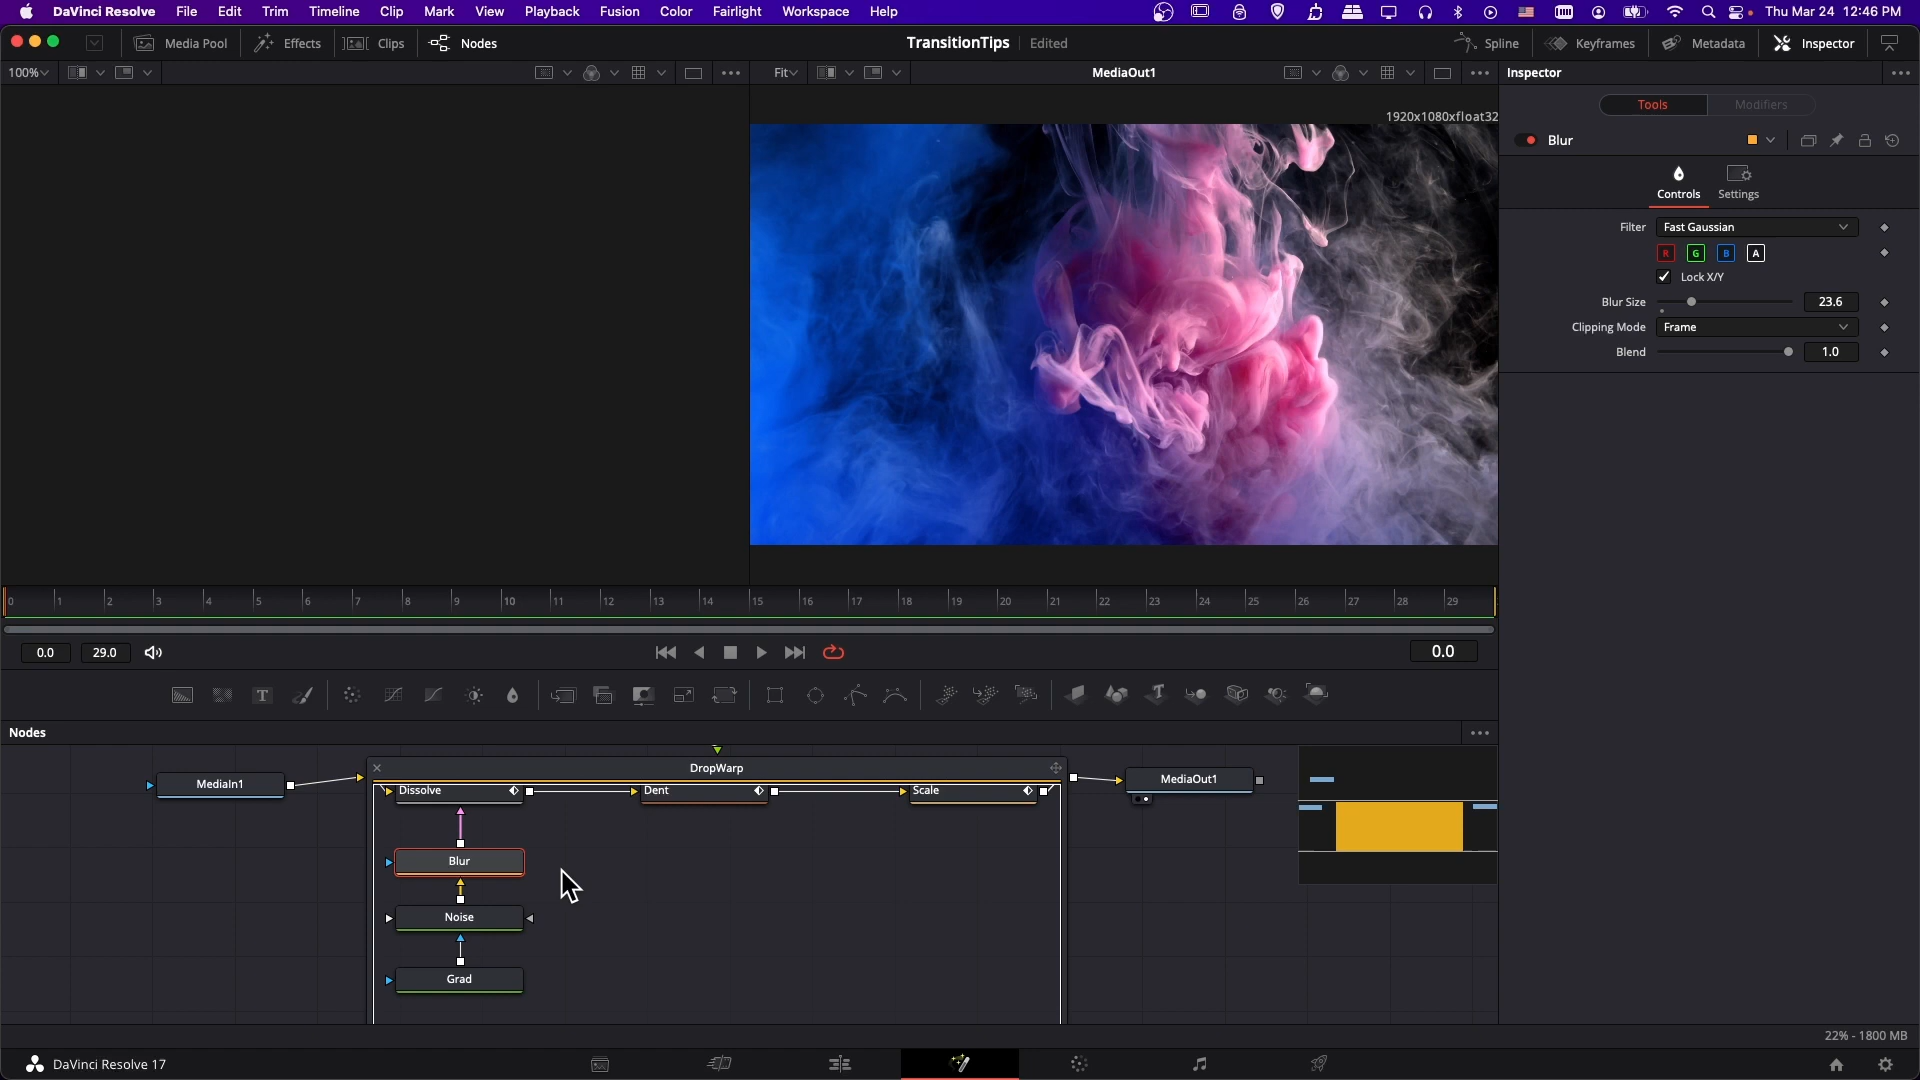 DaVinci Resolve File Edit Trim Timeline Clip Mark View Playback Fusion Color Fairlight Workspace Help Thu Mar 24 12:46 PM
Media Pool Effects Clips Nodes TransitionTips Edited Spline Keyframes Metadata Inspector
100% Fit MediaOut1 Inspector
Tools Modifiers
1920x1080xfloat32
Blur
Controls Settings
Filter Fast Gaussian
R G B A
Lock X/Y
Blur Size 23.6
Clipping Mode Frame
Blend 1.0
0 1 2 3 4 5 6 7 8 9 10 11 12 13 14 15 16 17 18 19 20 21 22 23 24 25 26 27 28 29
0.0 29.0 0.0
T T
Nodes
DropWarp
MediaIn1 MediaOut1
Dissolve Dent Scale
Blur
Noise
Grad
22% - 1800 MB
DaVinci Resolve 17